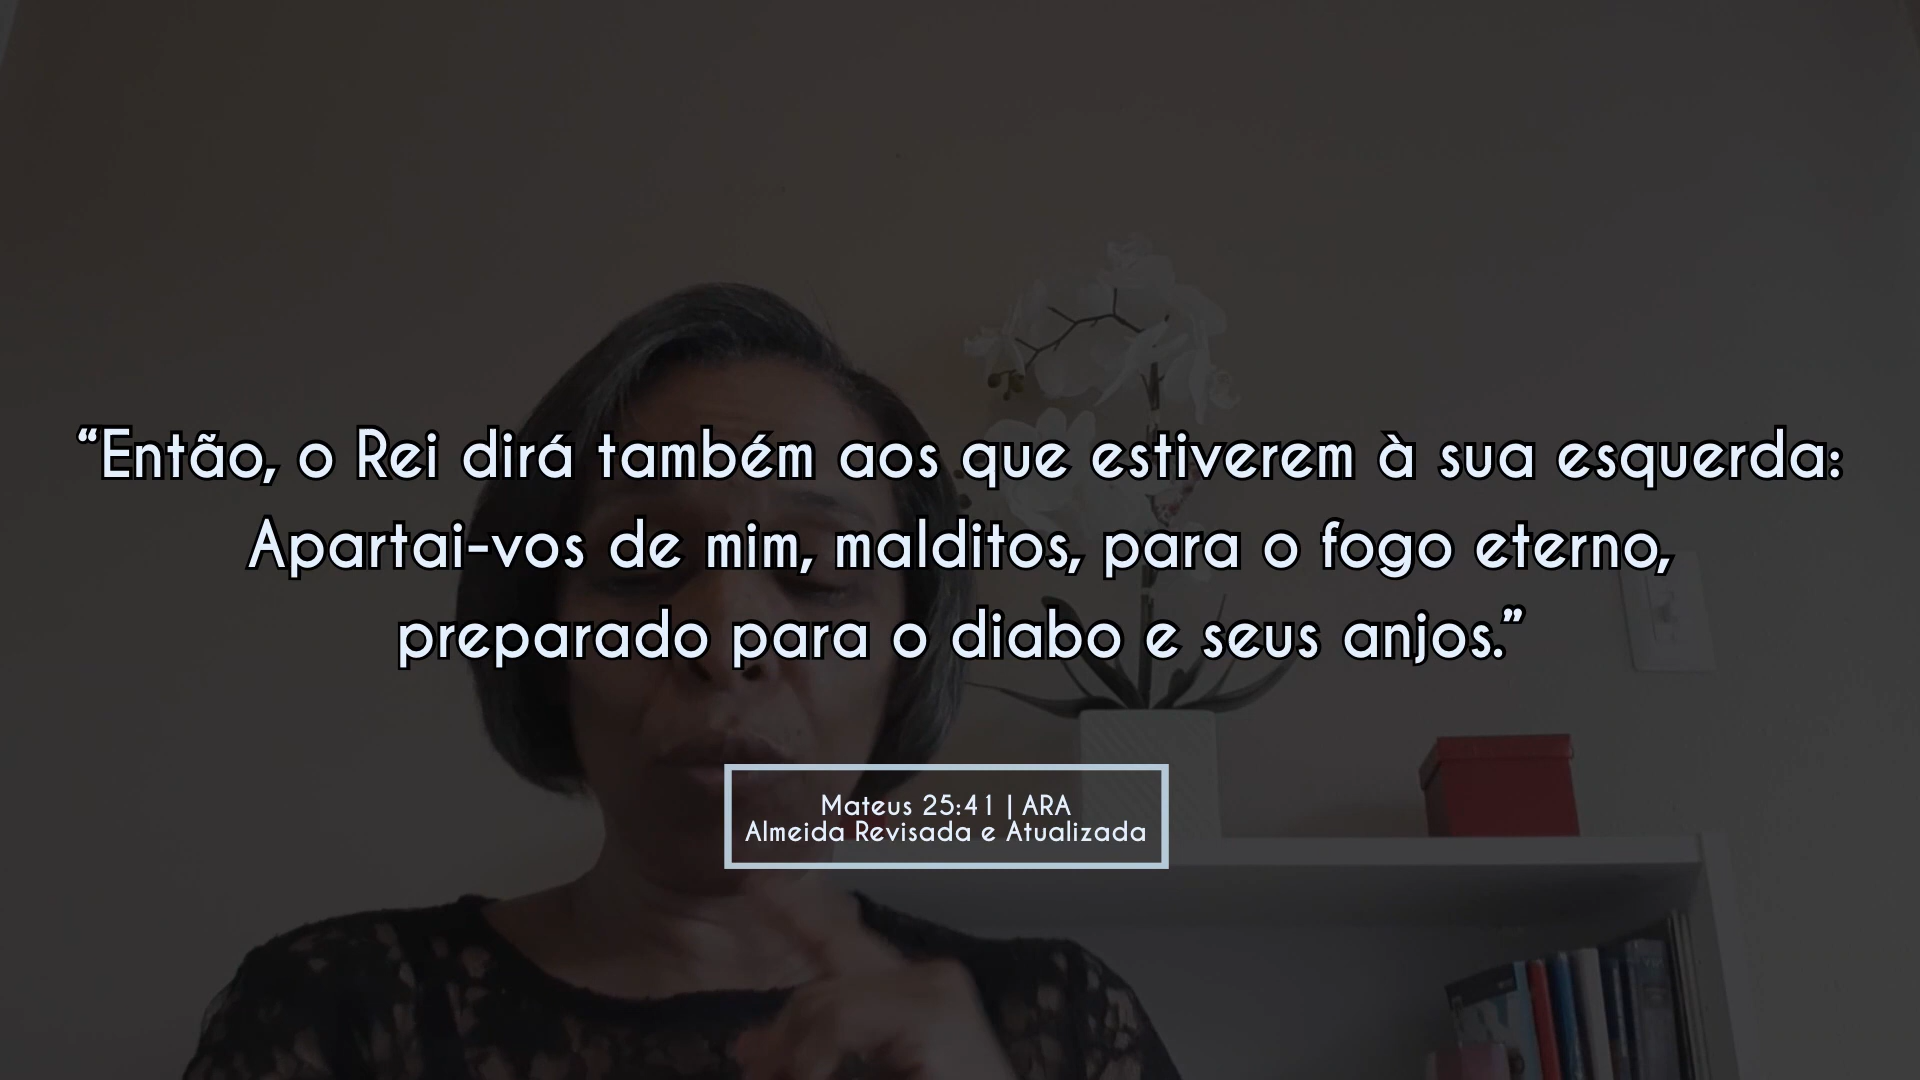 “Então, o Rei dirá também aos que estiverem à sua esquerda:
Apartai-vos de mim, malditos, para o fogo eterno,
preparado para o diabo e seus anjos.”
Mateus 25:41 | ARA
Almeida Revisada e Atualizada